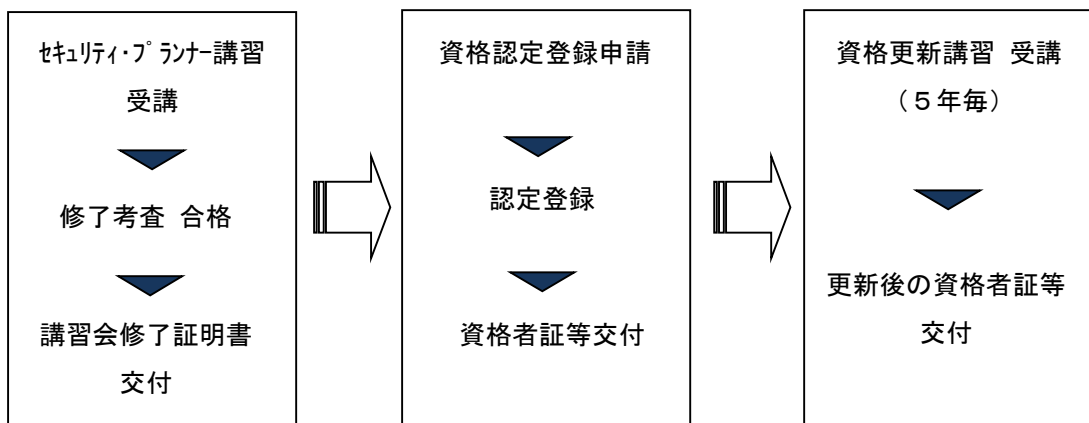 セキュリティ・プランナー講習
受講
修了考査 合格
講習会修了証明書
交付
資格認定登録申請
認定登録
資格者証等交付
資格更新講習 受講
（５年毎）
更新後の資格者証等
交付